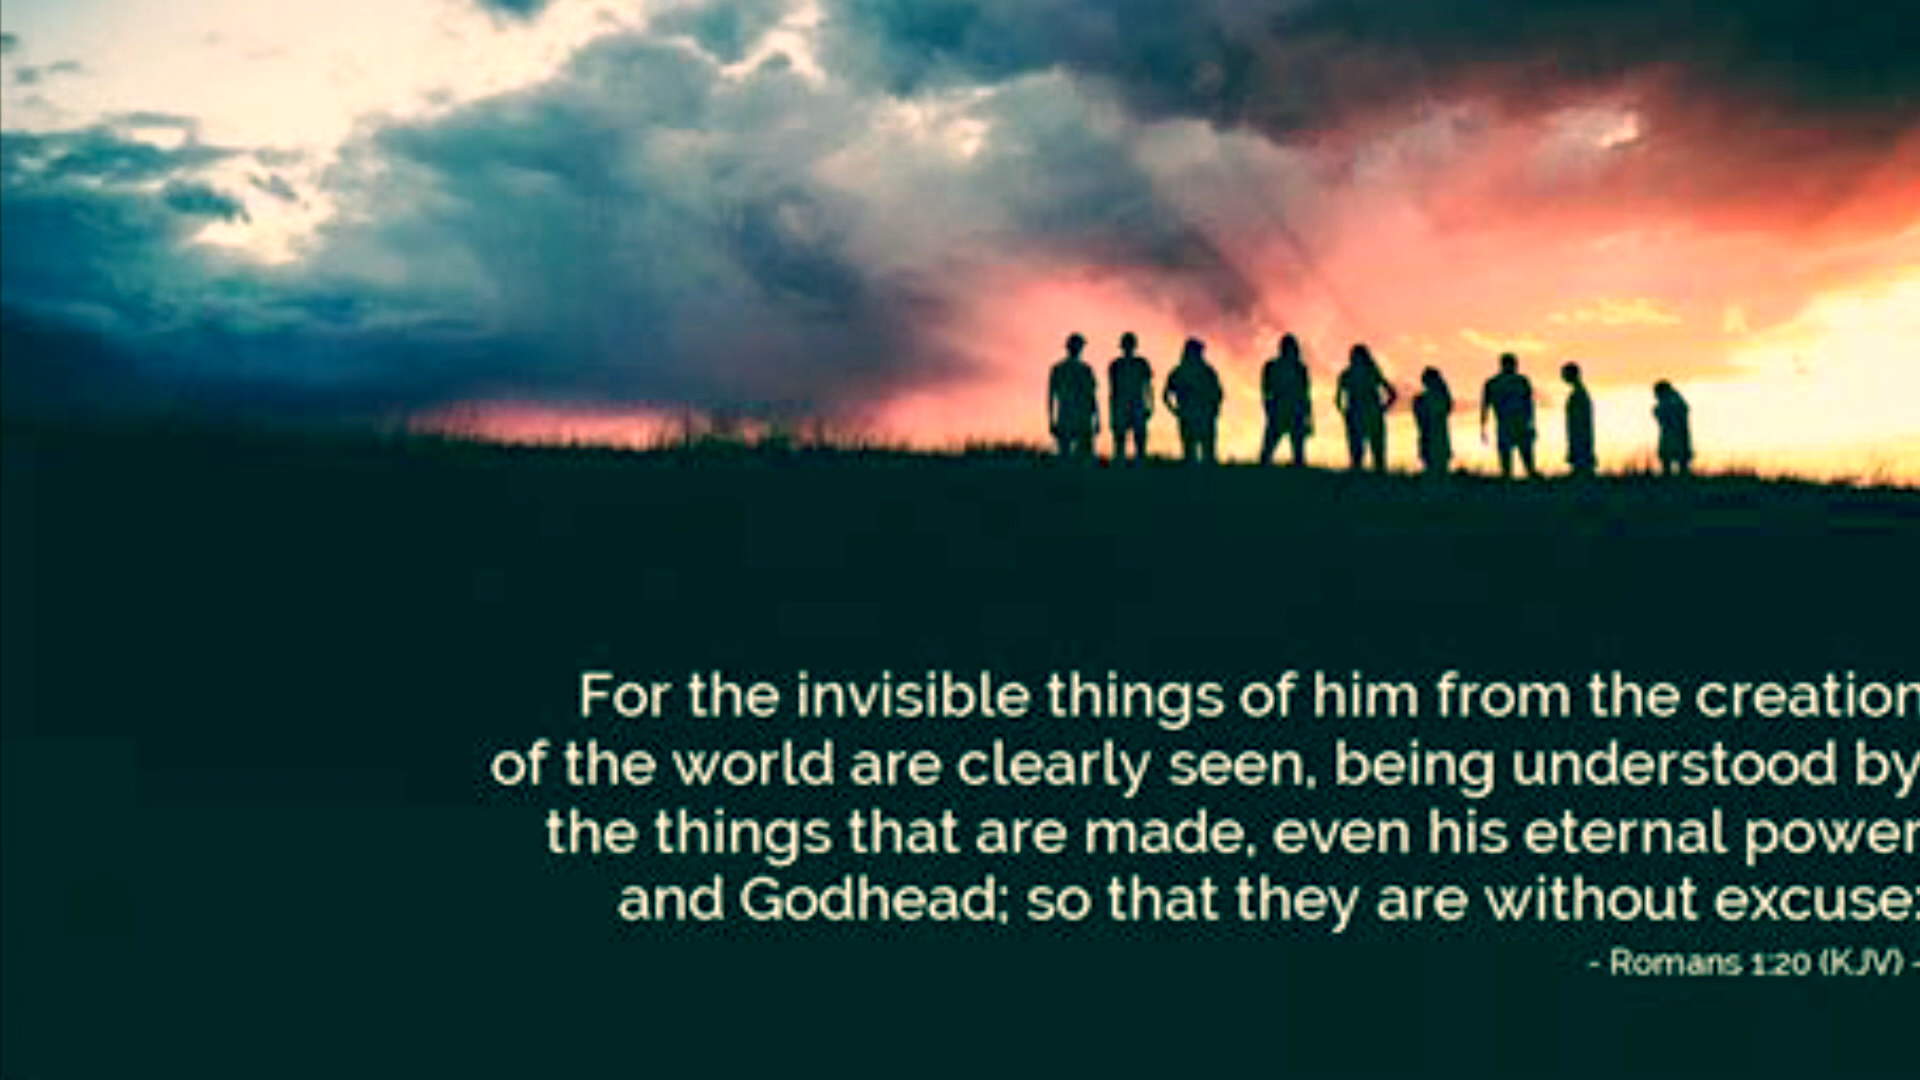 For the invisible things of him from the creation
of the world are clearly seen, being understood by
the things that are made, even his eternal power
and Godhead; so that they are without excuse:
- Romans 1:20 (KJV) -